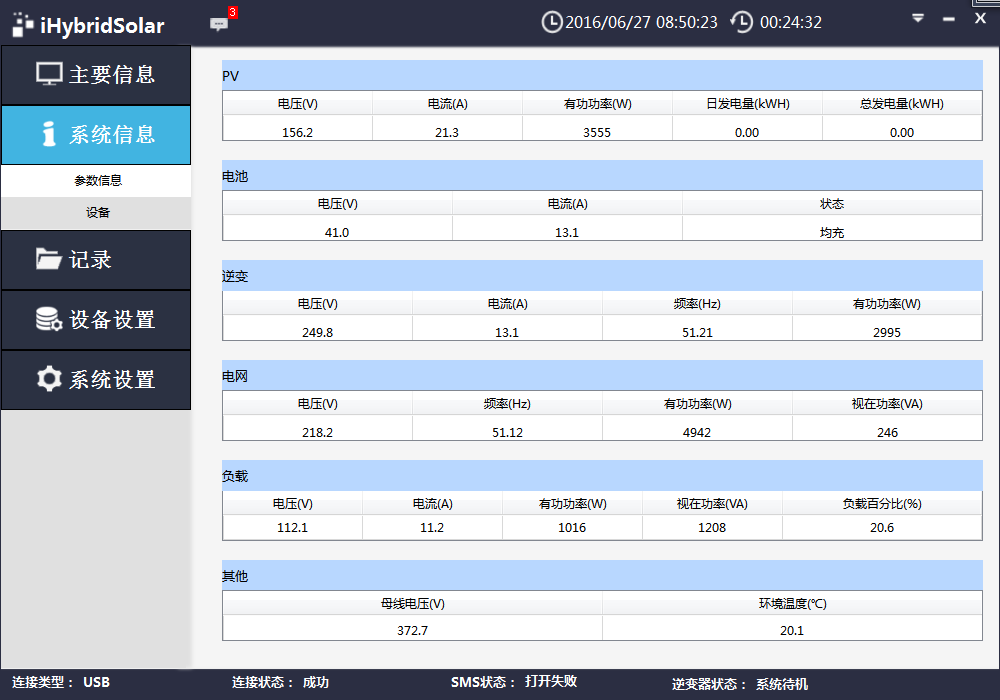 iHybridSolar 3 2016/06/27 08:50:23 00:24:32
主要信息
系统信息
参数信息
设备
记录
设备设置
系统设置
PV
电压(V) 电流(A) 有功功率(W) 日发电量(kWH) 总发电量(kWH)
156.2 21.3 3555 0.00 0.00
电池
电压(V) 电流(A) 状态
41.0 13.1 均充
逆变
电压(V) 电流(A) 频率(Hz) 有功功率(W)
249.8 13.1 51.21 2995
电网
电压(V) 频率(Hz) 有功功率(W) 视在功率(VA)
218.2 51.12 4942 246
负载
电压(V) 电流(A) 有功功率(W) 视在功率(VA) 负载百分比(%)
112.1 11.2 1016 1208 20.6
其他
母线电压(V) 环境温度(℃)
372.7 20.1
连接类型： USB 连接状态： 成功 SMS状态： 打开失败 逆变器状态： 系统待机